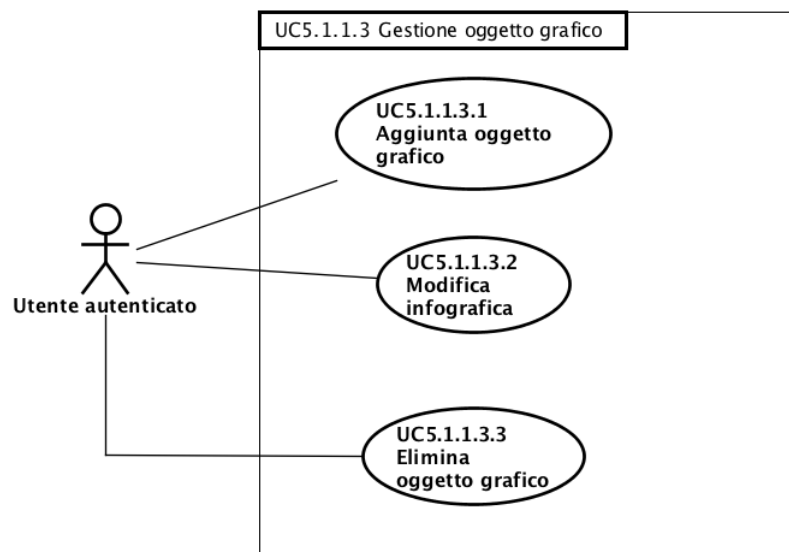 UC5.1.1.3 Gestione oggetto grafico
UC5.1.1.3.1
Aggiunta oggetto
grafico
UC5.1.1.3.2
Modifica
infografica
Utente autenticato
UC5.1.1.3.3
Elimina
oggetto grafico